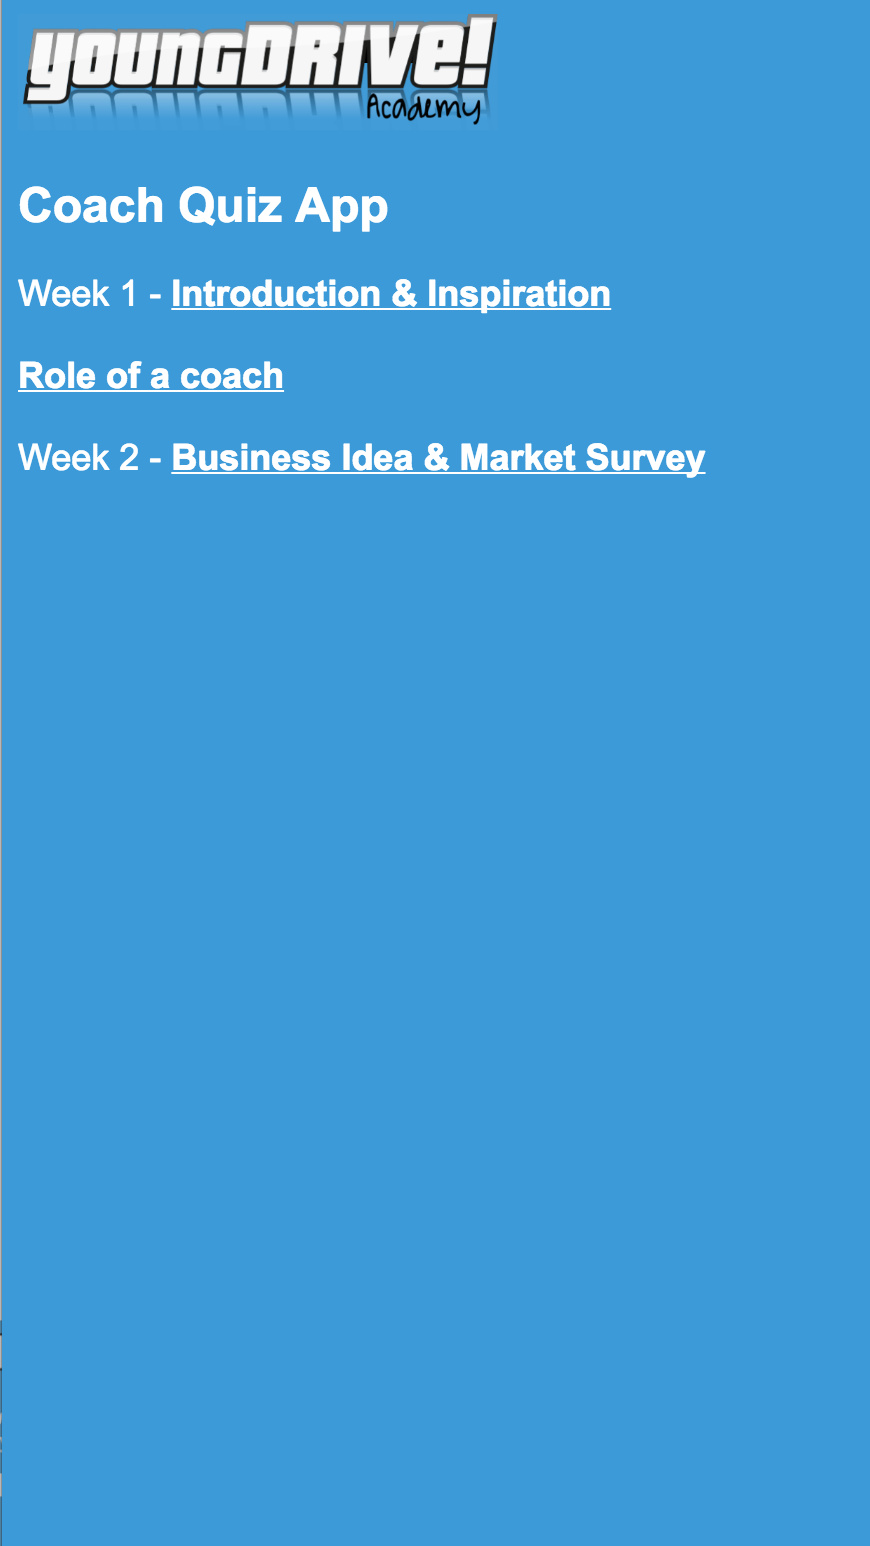 youngDRIVe!
Academy
Coach Quiz App
Week 1 - Introduction & Inspiration
Role of a coach
Week 2 - Business Idea & Market Survey